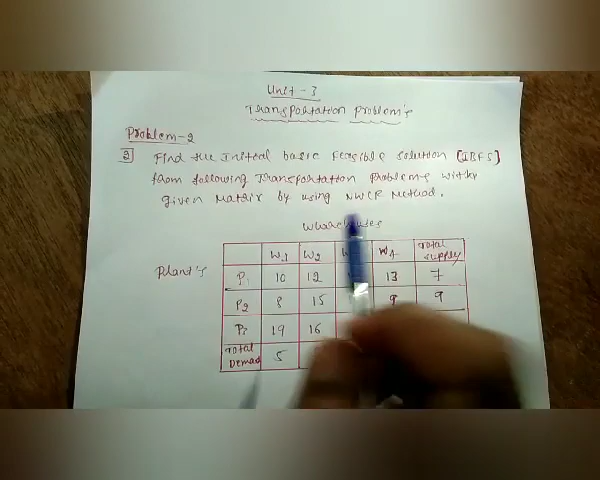 Unit-3
Transportation Problem's
Problem-2
2 Find the Initial basic Feasible solution [IBFS]
from following Transportation Problems with
given Matrix by using NWCR Method.
Plant's
W1 W2 W4 Total supply
P1 10 12 13 7
P2 8 15 9 9
P3 19 16
Total Demand 5